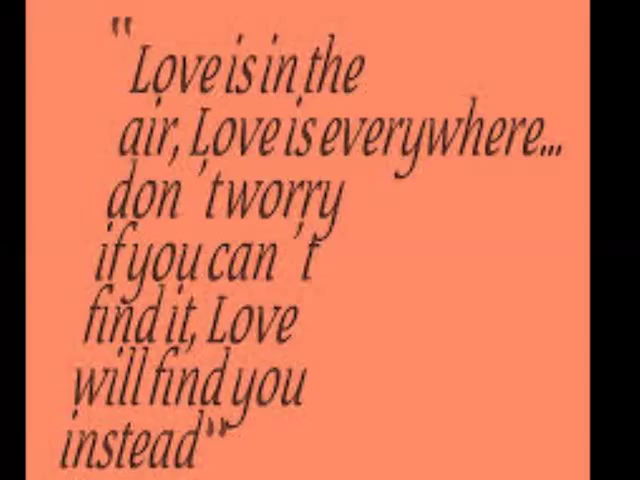 "
Love is in the
air, Love is everywhere...
don 't worry
if you can 't
find it, Love
will find you
instead"